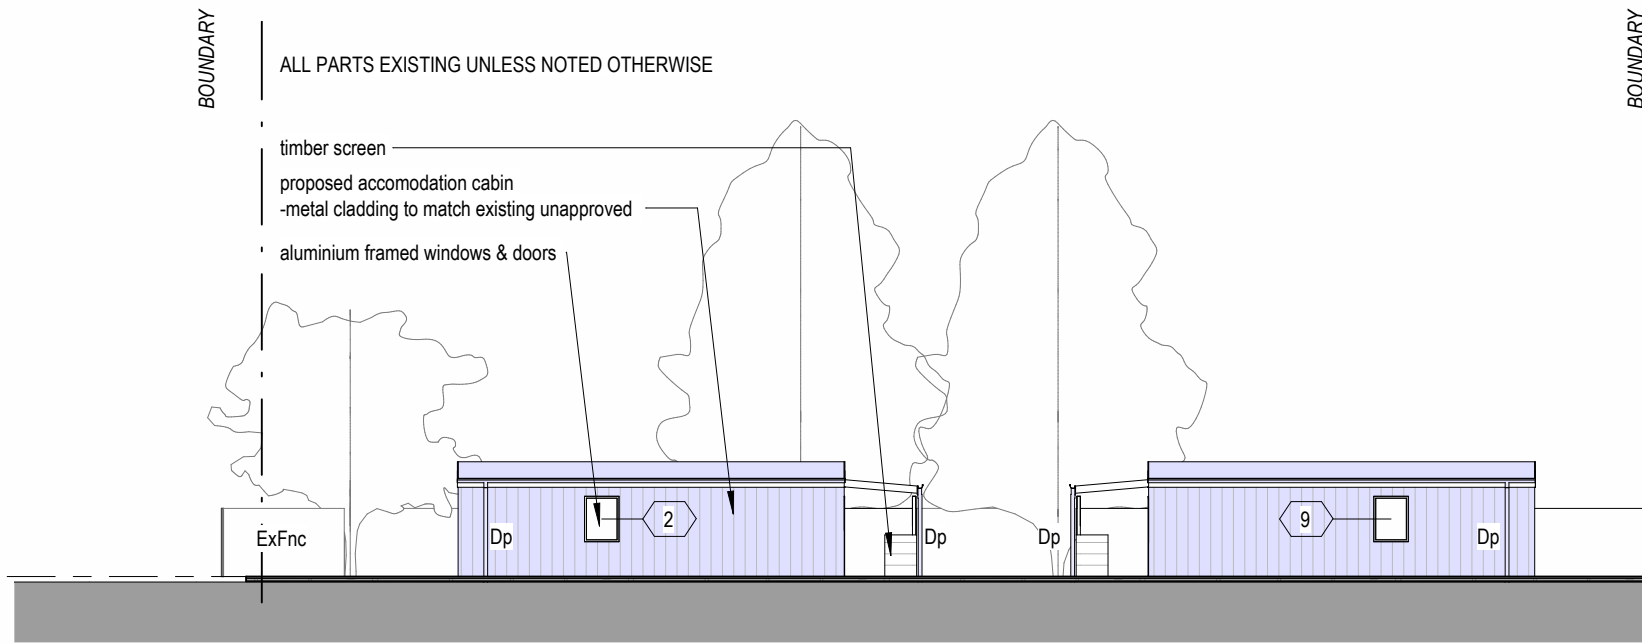 BOUNDARY
BOUNDARY
ALL PARTS EXISTING UNLESS NOTED OTHERWISE
timber screen
proposed accomodation cabin
-metal cladding to match existing unapproved
aluminium framed windows & doors
2
9
ExFnc
Dp
Dp
Dp
Dp